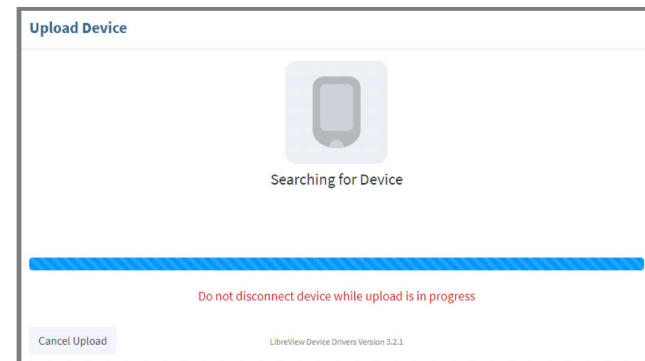 Upload Device
Searching for Device
Do not disconnect device while upload is in progress
Cancel Upload
LibreView Device Drivers Version 3.2.1